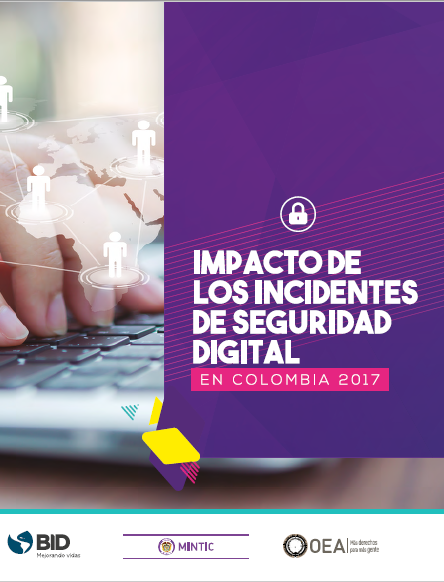 IMPACTO DE
LOS INCIDENTES
DE SEGURIDAD
DIGITAL
EN COLOMBIA 2017
BID
Mejorando vidas
MINTIC
OEA
Más derechos
para más gente